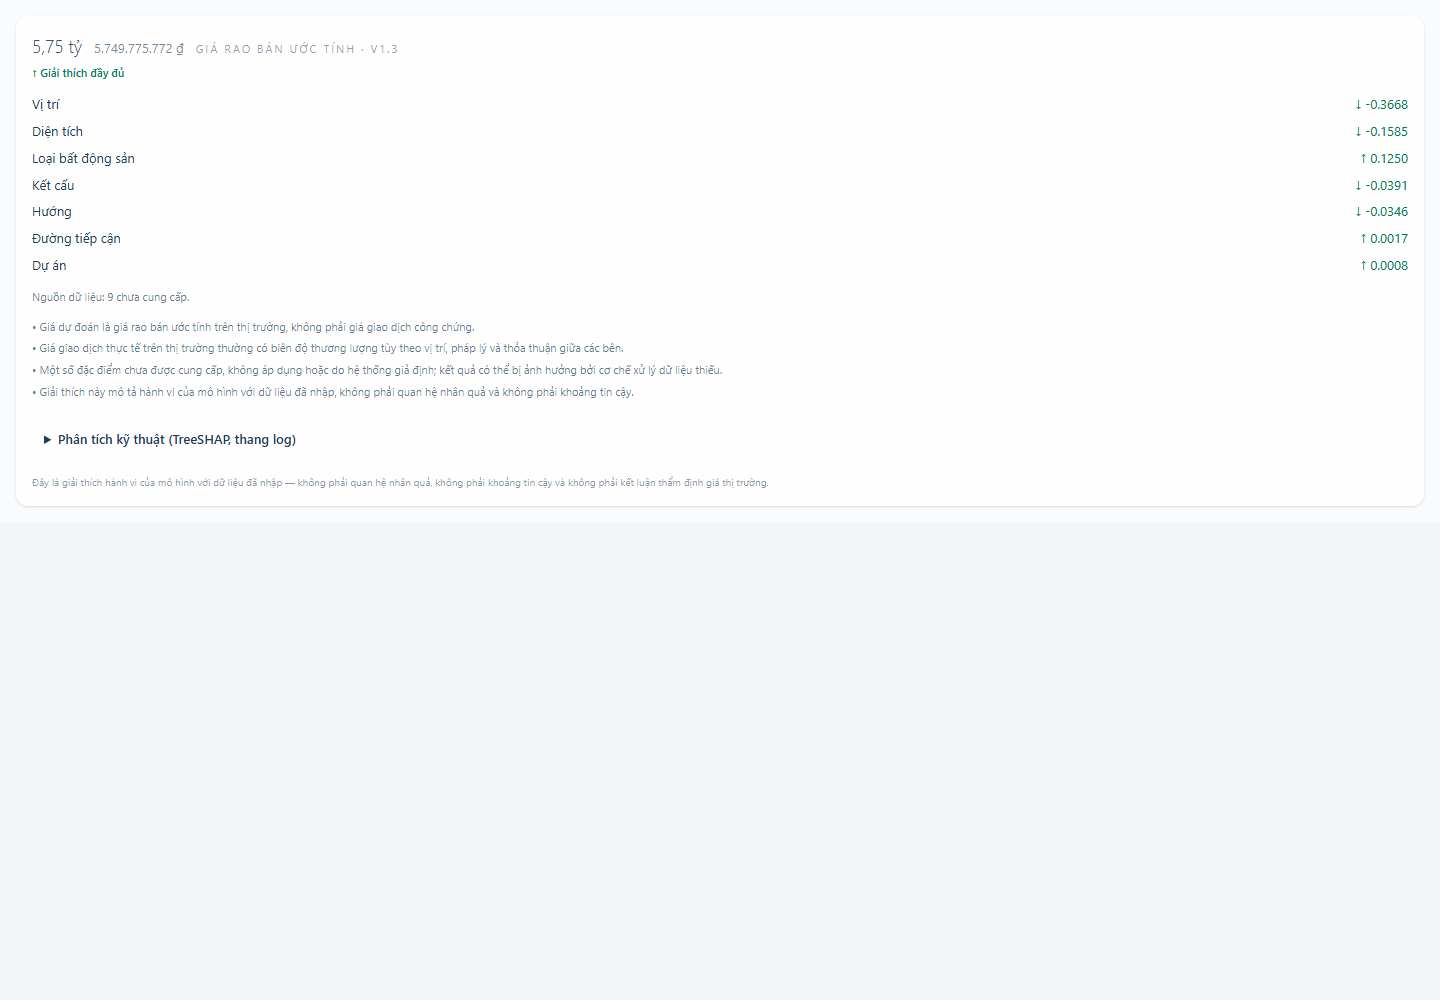 5,75 tỷ 5.749.775.772 ₫ GIÁ RAO BÁN ƯỚC TÍNH · V1.3
↑ Giải thích đầy đủ
Vị trí ↓ -0.3668
Diện tích ↓ -0.1585
Loại bất động sản ↑ 0.1250
Kết cấu ↓ -0.0391
Hướng ↓ -0.0346
Đường tiếp cận ↑ 0.0017
Dự án ↑ 0.0008
Nguồn dữ liệu: 9 chưa cung cấp.
• Giá dự đoán là giá rao bán ước tính trên thị trường, không phải giá giao dịch công chứng.
• Giá giao dịch thực tế trên thị trường thường có biên độ thương lượng tùy theo vị trí, pháp lý và thỏa thuận giữa các bên.
• Một số đặc điểm chưa được cung cấp, không áp dụng hoặc do hệ thống giả định; kết quả có thể bị ảnh hưởng bởi cơ chế xử lý dữ liệu thiếu.
• Giải thích này mô tả hành vi của mô hình với dữ liệu đã nhập, không phải quan hệ nhân quả và không phải khoảng tin cậy.
▶ Phân tích kỹ thuật (TreeSHAP, thang log)
Đây là giải thích hành vi của mô hình với dữ liệu đã nhập — không phải quan hệ nhân quả, không phải khoảng tin cậy và không phải kết luận thẩm định giá thị trường.